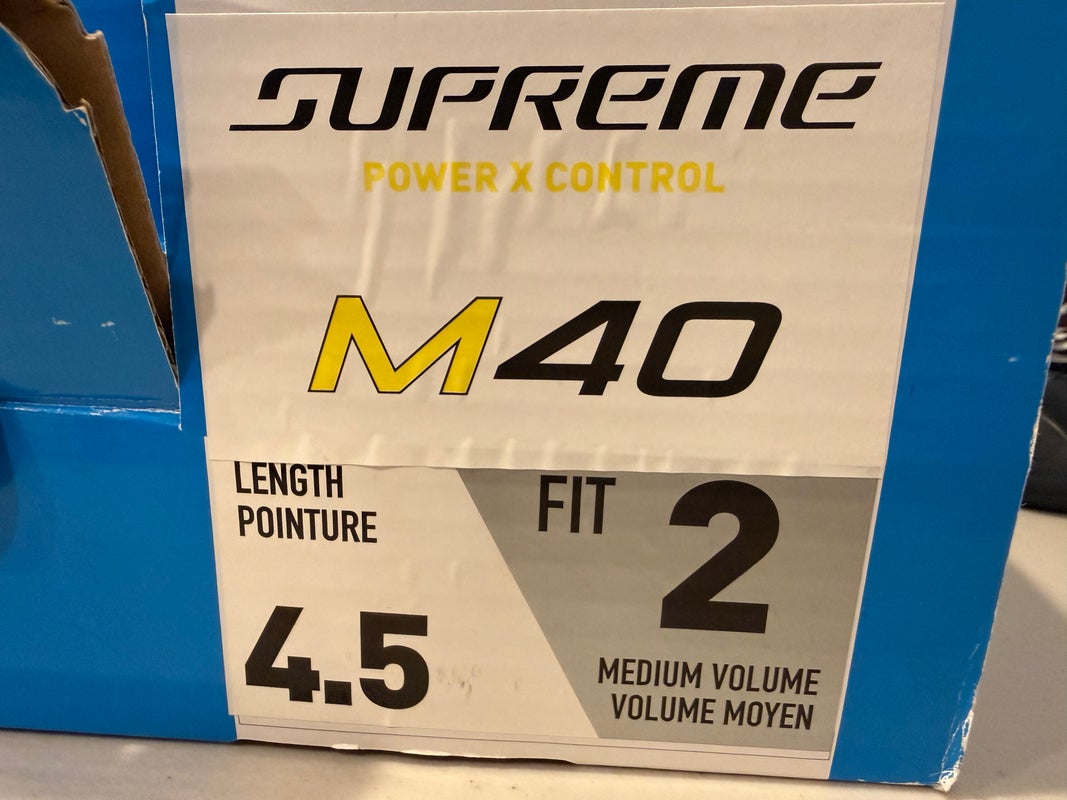 SUPREME
POWER X CONTROL
M40
LENGTH
POINTURE
4.5
FIT 2
MEDIUM VOLUME
VOLUME MOYEN